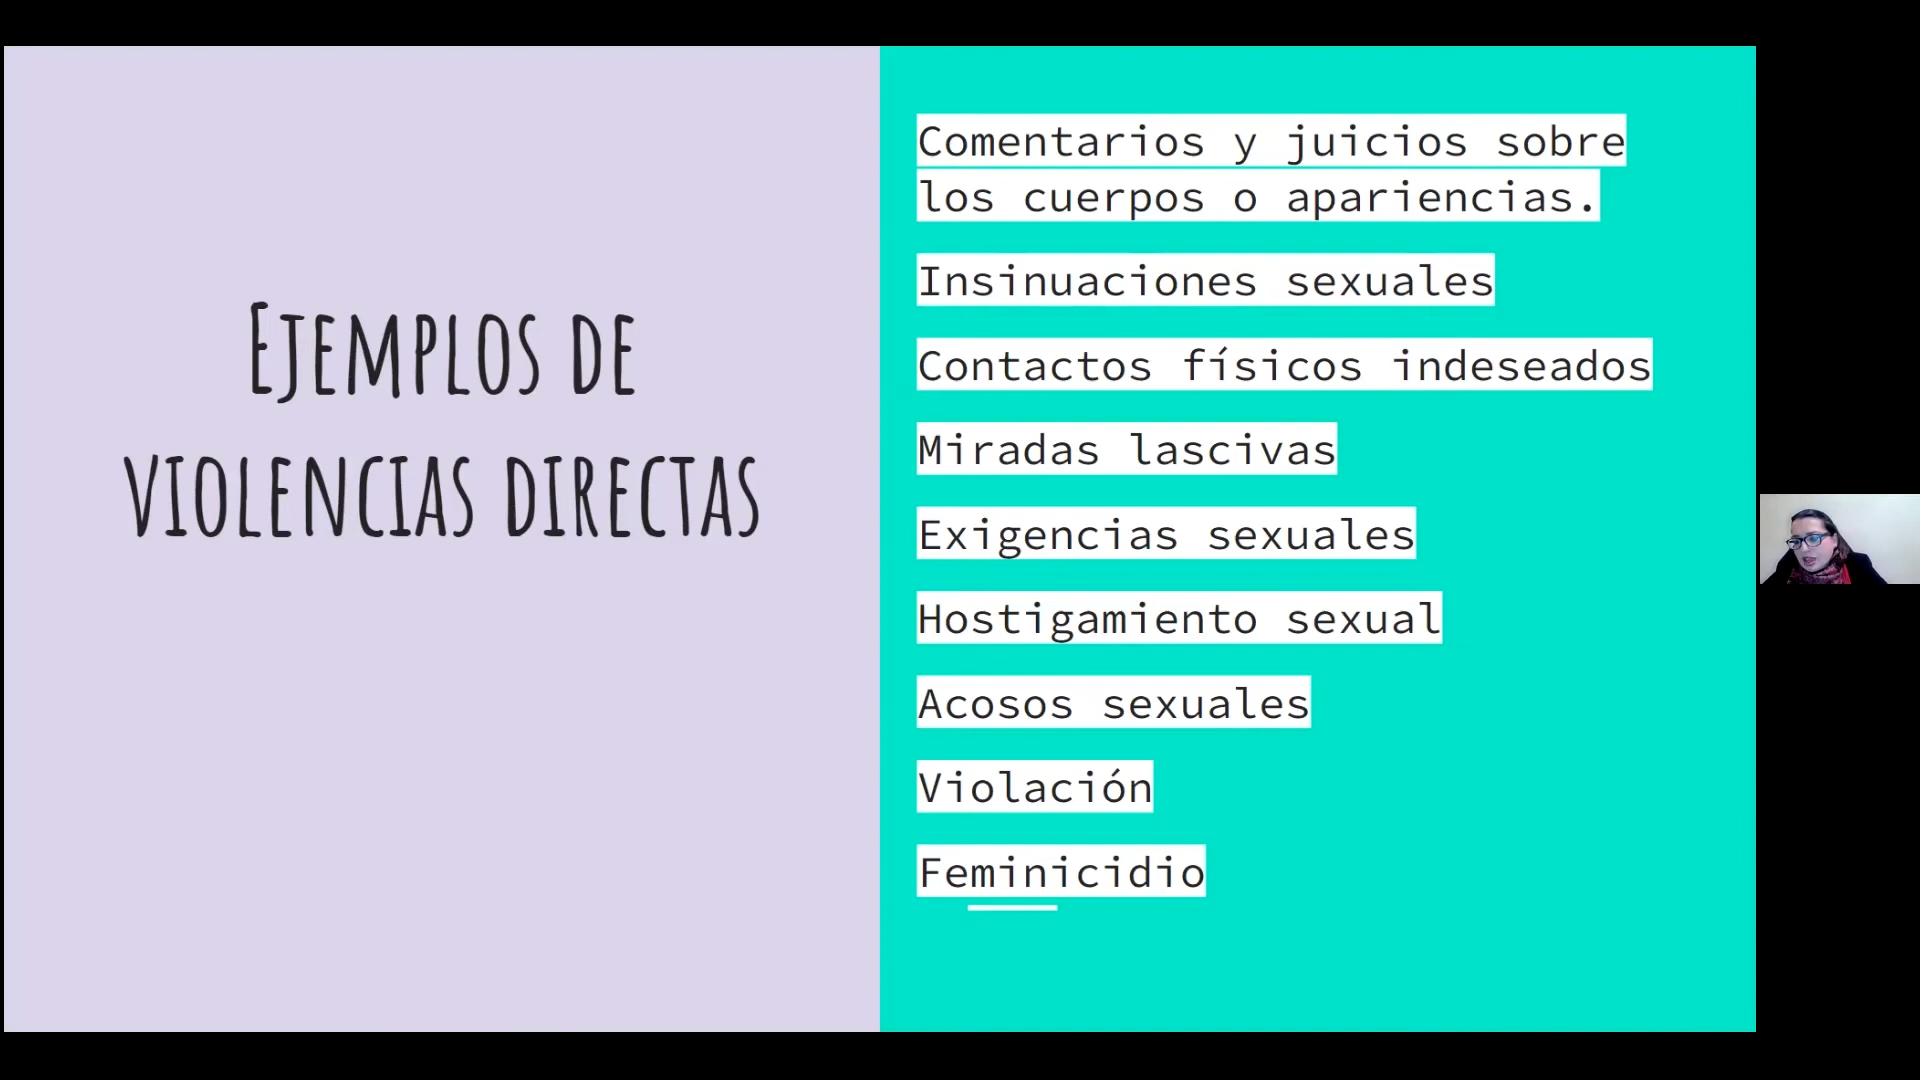 Ejemplos de
violencias directas
Comentarios y juicios sobre
los cuerpos o apariencias.
Insinuaciones sexuales
Contactos físicos indeseados
Miradas lascivas
Exigencias sexuales
Hostigamiento sexual
Acosos sexuales
Violación
Feminicidio